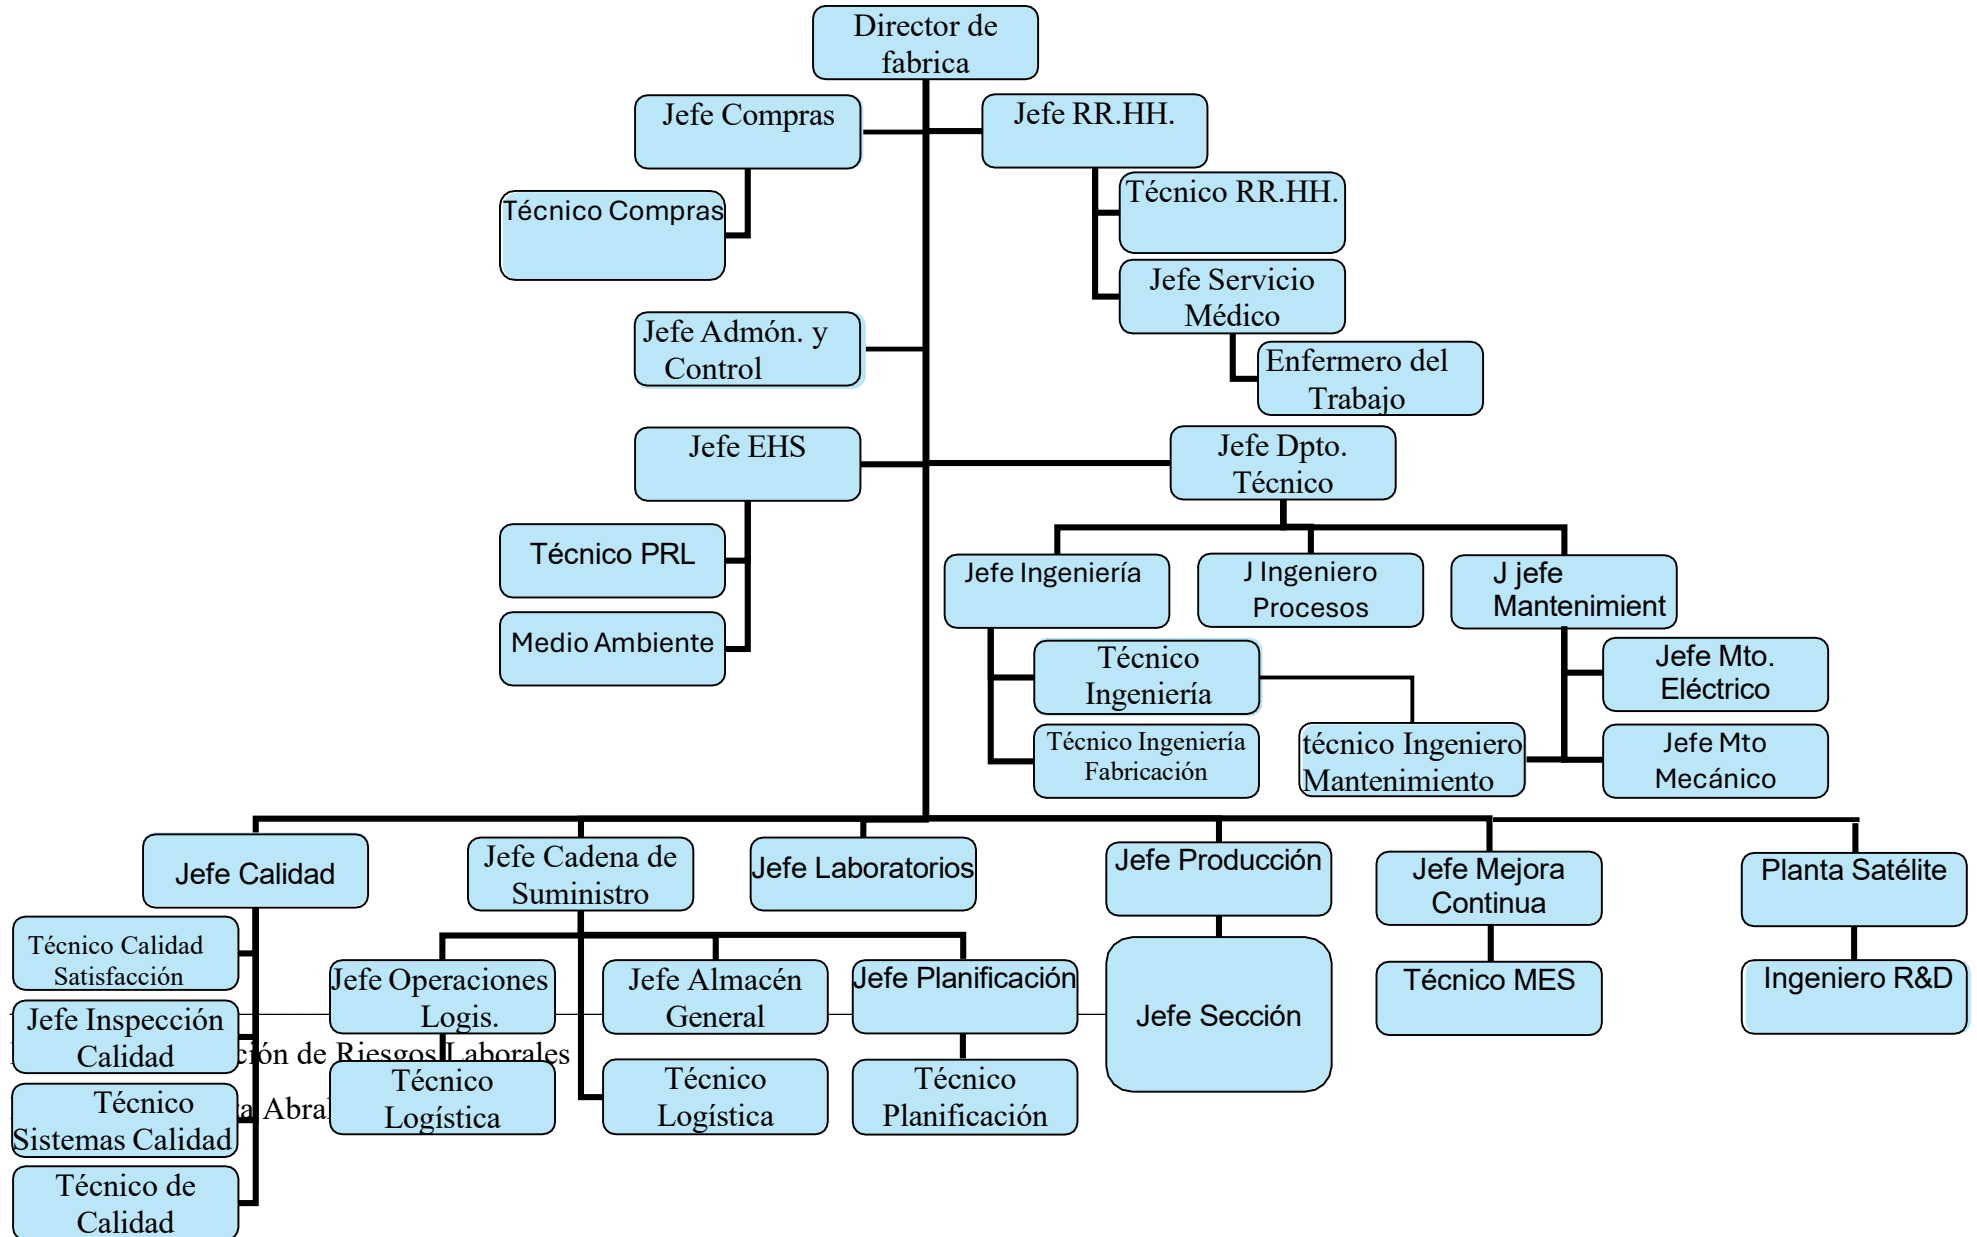 Director de
fabrica
Jefe Compras
Jefe RR.HH.
Técnico Compras
Técnico RR.HH.
Jefe Servicio
Médico
Jefe Admón. y
Control
Enfermero del
Trabajo
Jefe EHS
Jefe Dpto.
Técnico
Técnico PRL
Medio Ambiente
Jefe Ingeniería
J Ingeniero
Procesos
J jefe
Mantenimient
Técnico
Ingeniería
Jefe Mto.
Eléctrico
Técnico Ingeniería
Fabricación
técnico Ingeniero
Mantenimiento
Jefe Mto
Mecánico
Jefe Calidad
Jefe Cadena de
Suministro
Jefe Laboratorios
Jefe Producción
Jefe Mejora
Continua
Planta Satélite
Técnico Calidad
Satisfacción
Jefe Inspección
Calidad
Técnico
Sistemas Calidad
Técnico de
Calidad
Jefe Operaciones
Logis.
Jefe Almacén
General
Jefe Planificación
Jefe Sección
Técnico MES
Ingeniero R&D
de Riesgos Laborales
Técnico
Logística
Técnico
Logística
Técnico
Planificación